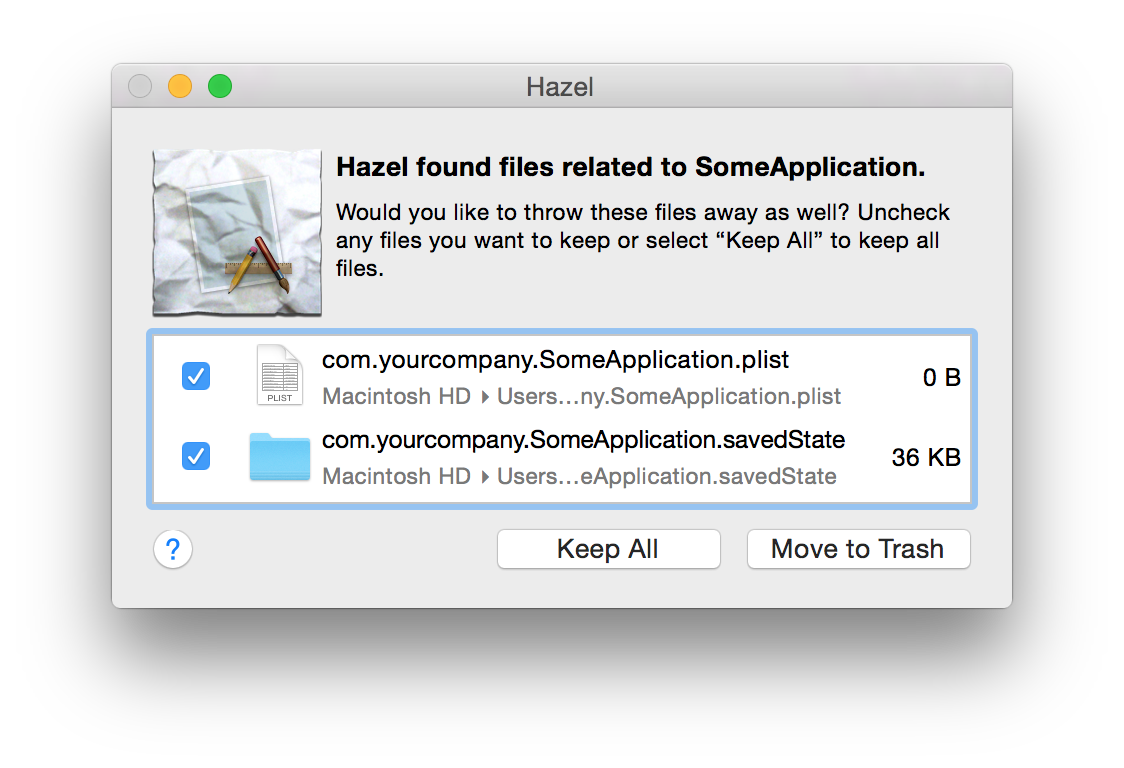 Hazel
Hazel found files related to SomeApplication.
Would you like to throw these files away as well? Uncheck
any files you want to keep or select “Keep All” to keep all
files.
com.yourcompany.SomeApplication.plist
Macintosh HD ▸ Users…ny.SomeApplication.plist
0 B
PLIST
com.yourcompany.SomeApplication.savedState
Macintosh HD ▸ Users…eApplication.savedState
36 KB
?
Keep All
Move to Trash